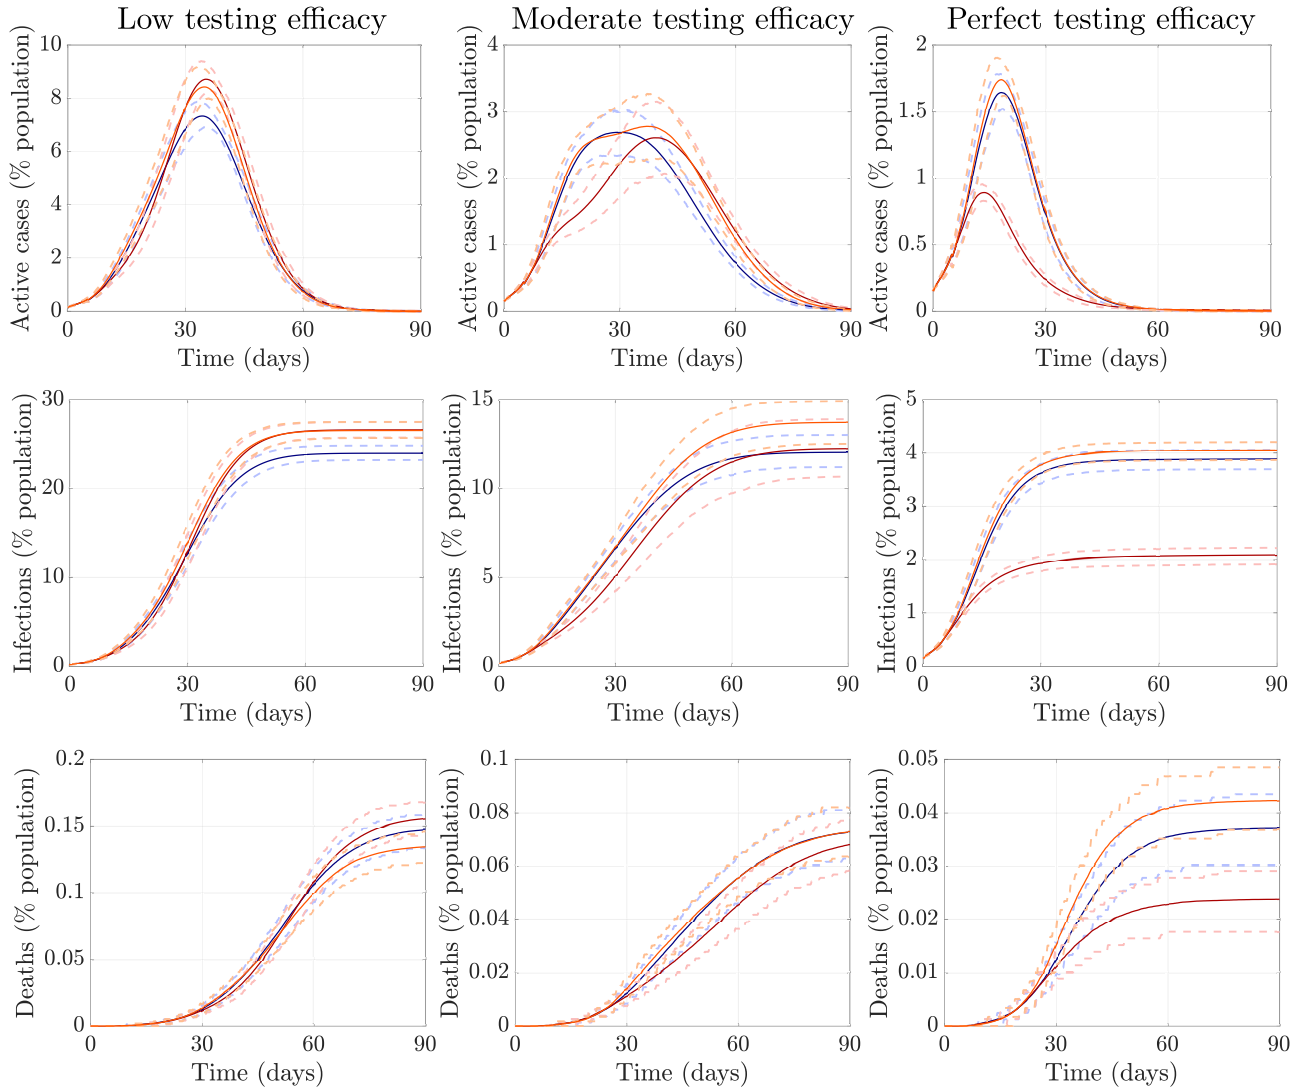 Low testing efficacy
Moderate testing efficacy
Perfect testing efficacy
Active cases (% population)
10
8
6
4
2
0
0 30 60 90
Time (days)
Active cases (% population)
4
3
2
1
0
0 30 60 90
Time (days)
Active cases (% population)
2
1.5
1
0.5
0
0 30 60 90
Time (days)
Infections (% population)
30
20
10
0
0 30 60 90
Time (days)
Infections (% population)
15
10
5
0
0 30 60 90
Time (days)
Infections (% population)
5
4
3
2
1
0
0 30 60 90
Time (days)
Deaths (% population)
0.2
0.15
0.1
0.05
0
0 30 60 90
Time (days)
Deaths (% population)
0.1
0.08
0.06
0.04
0.02
0
0 30 60 90
Time (days)
Deaths (% population)
0.05
0.04
0.03
0.02
0.01
0
0 30 60 90
Time (days)